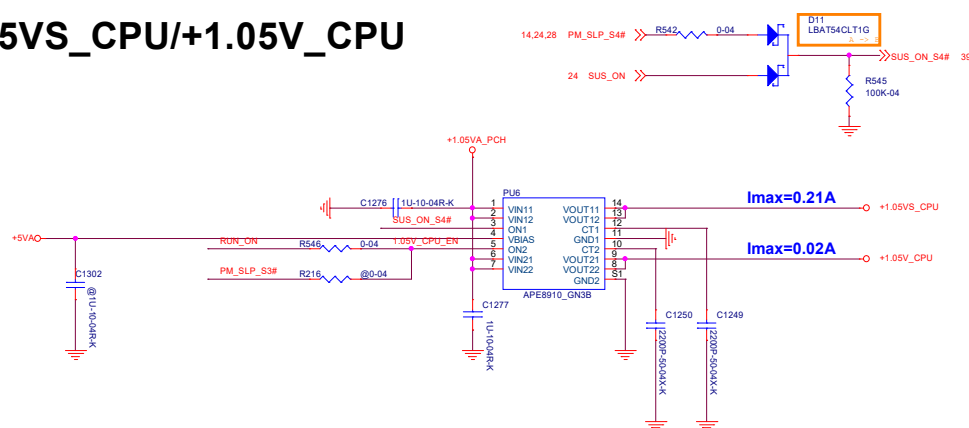 5VS_CPU/+1.05V_CPU
D11
LBAT54CLT1G
14,24,28 PM_SLP_S4# R542 0-04
SUS_ON_S4# 39
24 SUS_ON
R545
100K-04
+1.05VA_PCH
PU6
C1276 1U-10-04R-K
SUS_ON_S4#
1 VIN11 VOUT11 14
2 VIN12 VOUT12 13
3 ON1 CT1 12
4 VBIAS GND1 11
5 ON2 CT2 10
6 VIN21 VOUT21 9
7 VIN22 VOUT22 8
GND2 S1
APE8910_GN3B
Imax=0.21A
+1.05VS_CPU
Imax=0.02A
+1.05V_CPU
+5VA
RUN_ON R546 0-04 1.05V_CPU_EN
PM_SLP_S3# R216 @0-04
C1302
@1U-10-04R-K
C1277
1U-10-04R-K
C1250
2200P-50-04X-K
C1249
2200P-50-04X-K